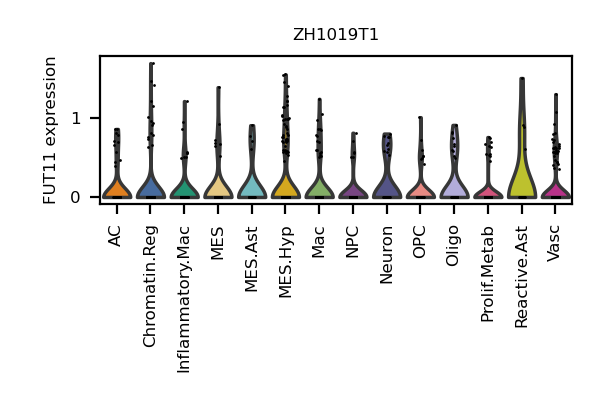 ZH1019T1
FUT11 expression
1
0
AC
Chromatin.Reg
Inflammatory.Mac
MES
MES.Ast
MES.Hyp
Mac
NPC
Neuron
OPC
Oligo
Prolif.Metab
Reactive.Ast
Vasc